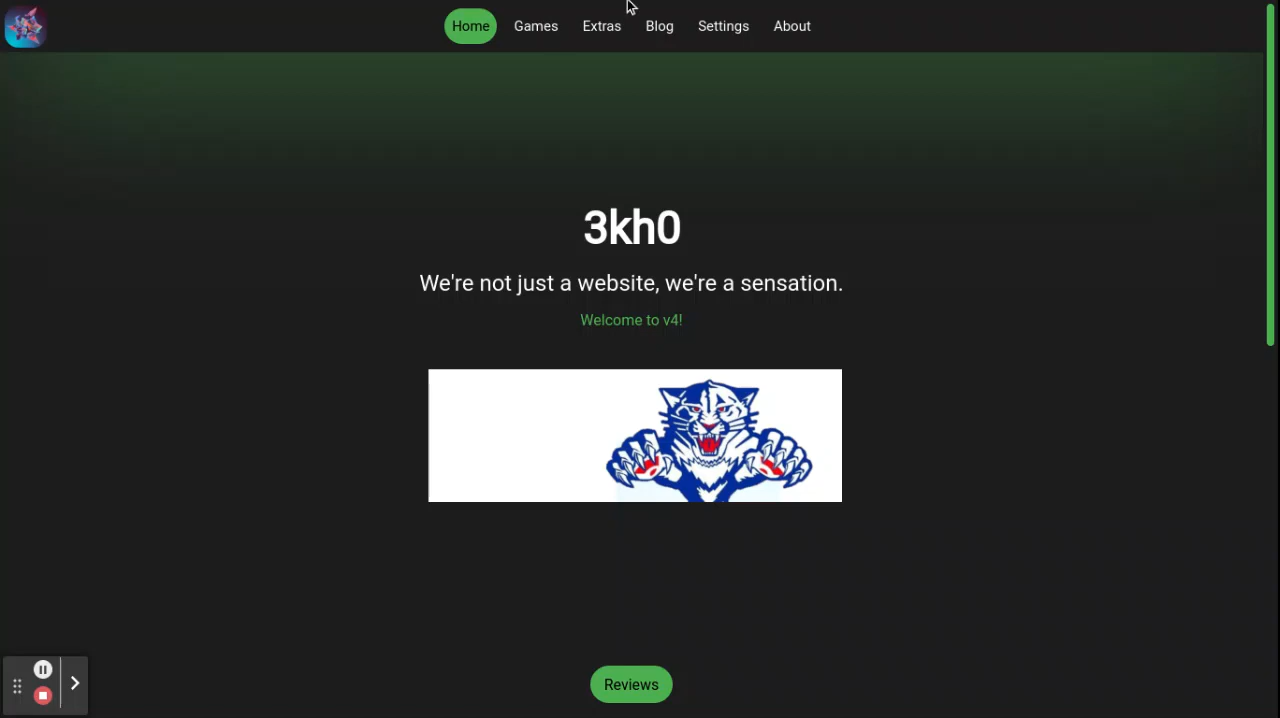 Home Games Extras Blog Settings About
3kh0
We're not just a website, we're a sensation.
Welcome to v4!
Reviews